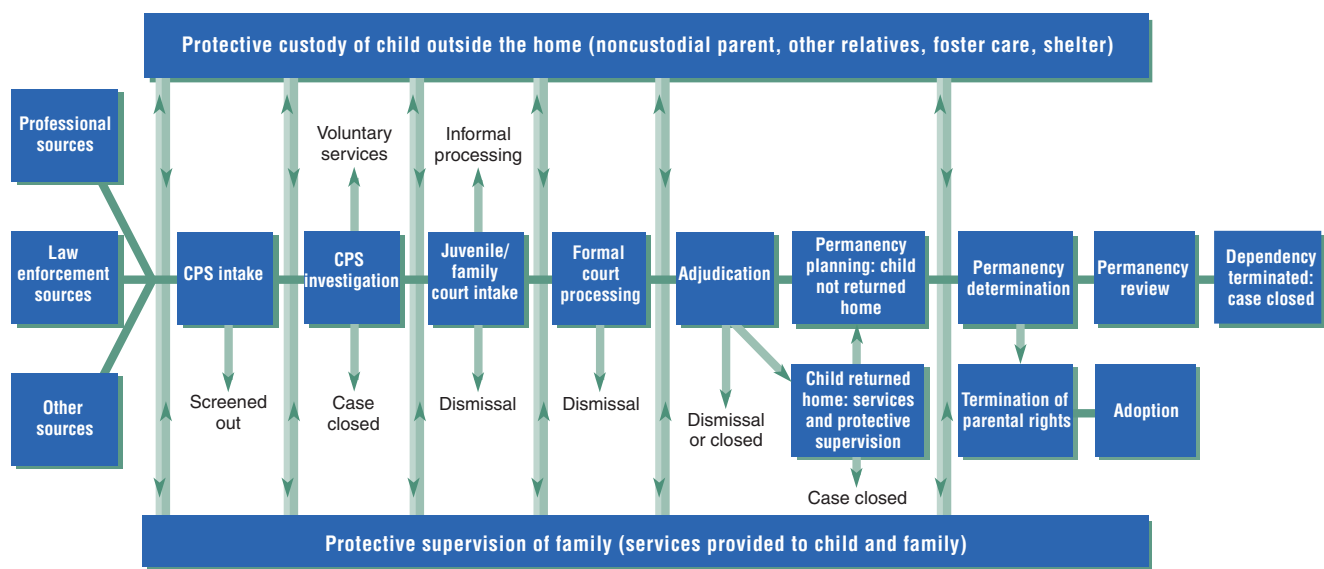 Protective custody of child outside the home (noncustodial parent, other relatives, foster care, shelter)
Professional
sources
Law
enforcement
sources
Other
sources
CPS intake
Screened
out
Voluntary
services
CPS
investigation
Case
closed
Informal
processing
Juvenile/
family
court intake
Dismissal
Formal
court
processing
Dismissal
Adjudication
Dismissal
or closed
Permanency
planning: child
not returned
home
Child returned
home: services
and protective
supervision
Case closed
Permanency
determination
Termination of
parental rights
Permanency
review
Adoption
Dependency
terminated:
case closed
Protective supervision of family (services provided to child and family)